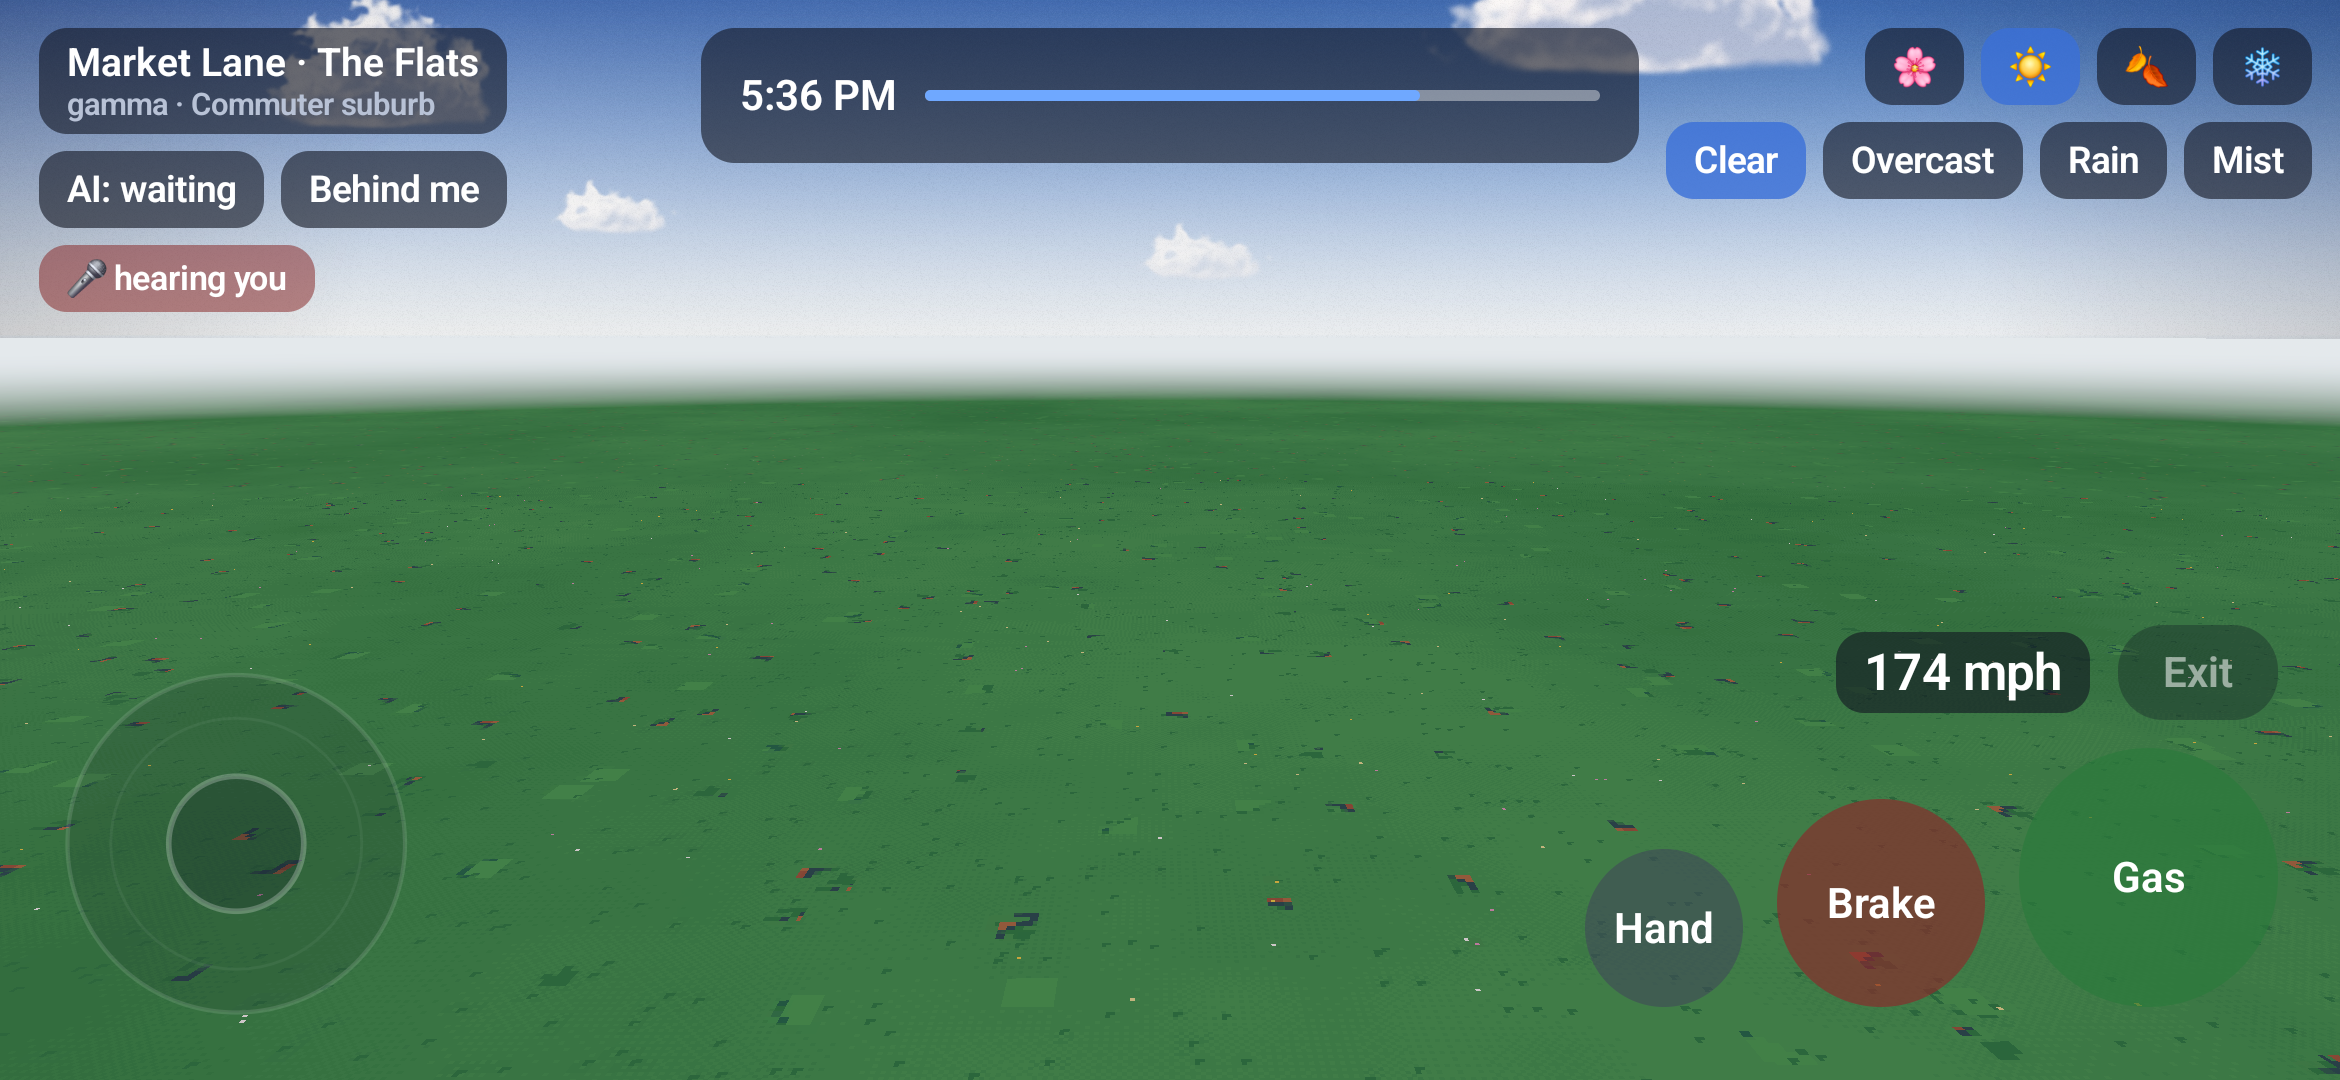 Market Lane · The Flats
gamma · Commuter suburb
AI: waiting
Behind me
hearing you
5:36 PM
Clear
Overcast
Rain
Mist
174 mph
Exit
Hand
Brake
Gas